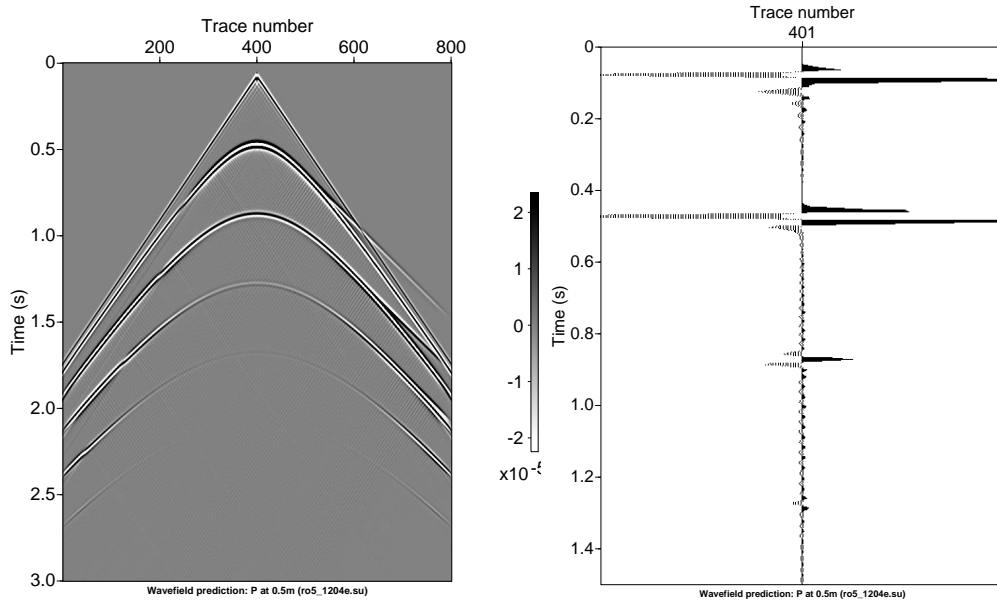 Trace number
200 400 600 800
0
0.5
1.0
1.5
2.0
2.5
3.0
Time (s)
Wavefield prediction: P at 0.5m (ro5_1204e.su)
2
1
0
-1
-2
x10
Trace number
401
0
0.2
0.4
0.6
0.8
1.0
1.2
1.4
Time (s)
Wavefield prediction: P at 0.5m (ro5_1204e.su)